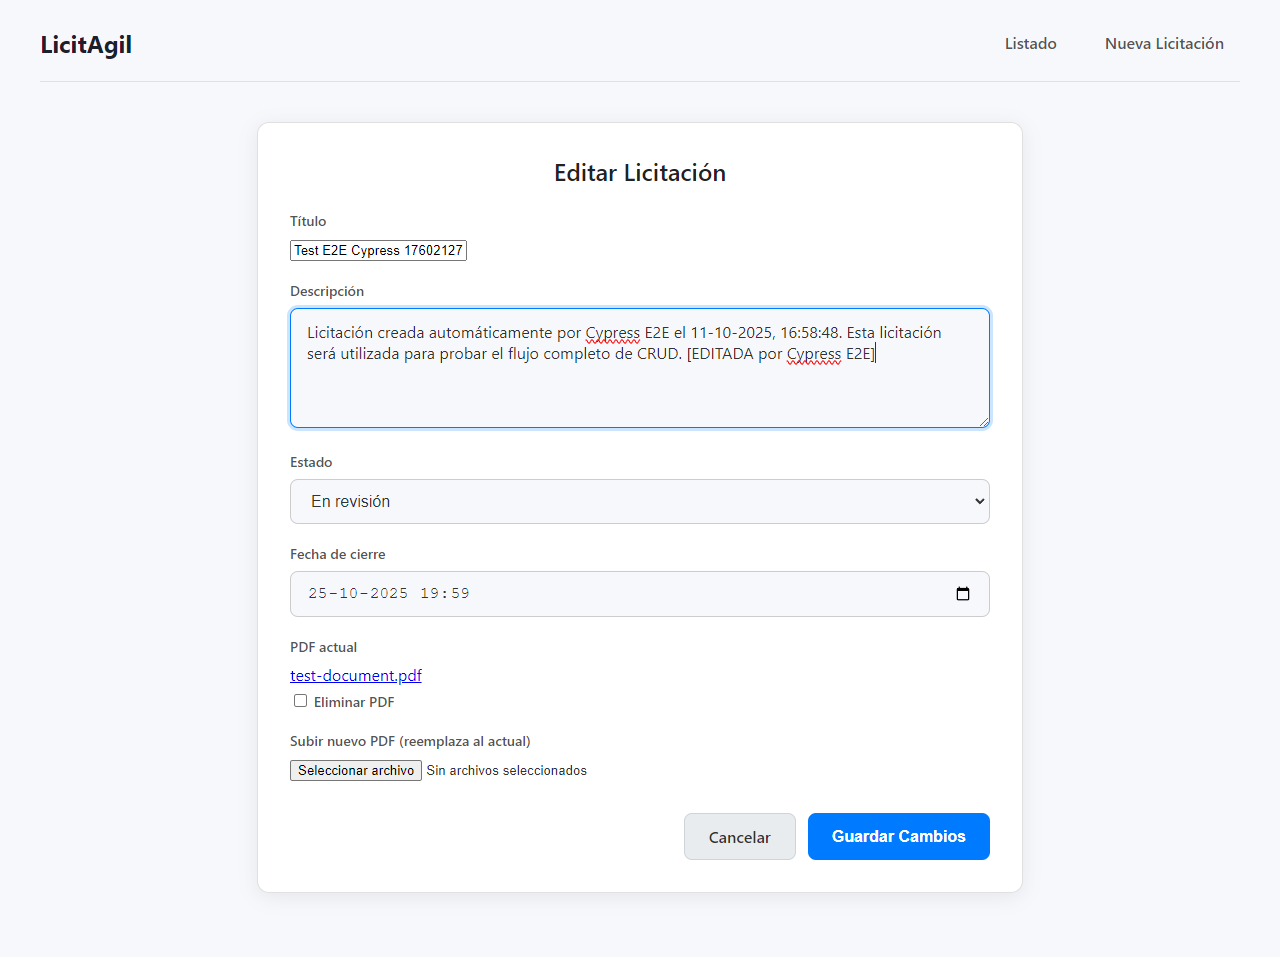 LicitAgil
Listado
Nueva Licitación
Editar Licitación
Título
Test E2E Cypress 17602127
Descripción
Licitación creada automáticamente por Cypress E2E el 11-10-2025, 16:58:48. Esta licitación
será utilizada para probar el flujo completo de CRUD. [EDITADA por Cypress E2E]
Estado
En revisión
Fecha de cierre
25-10-2025 19:59
PDF actual
test-document.pdf
Eliminar PDF
Subir nuevo PDF (reemplaza al actual)
Seleccionar archivo Sin archivos seleccionados
Cancelar
Guardar Cambios